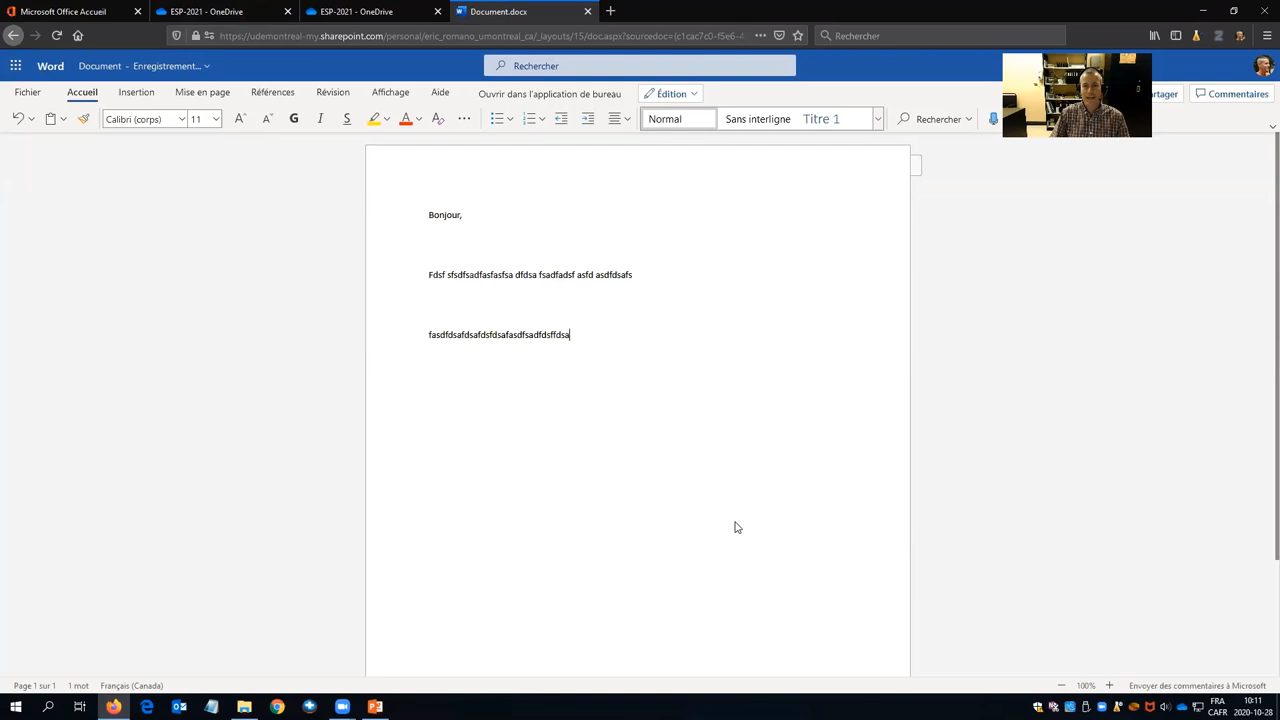 Microsoft Office Accueil
ESP-2021 - OneDrive
ESP-2021 - OneDrive
Document.docx
https://udemontreal-my.sharepoint.com/personal/eric_romano_umontreal_ca/_layouts/15/doc.aspx?sourcedoc={c1cac7c0-f5e6-4
Rechercher
Word
Document - Enregistrement...
Rechercher
Fichier
Accueil
Insertion
Mise en page
Références
Révision
Affichage
Aide
Ouvrir dans l'application de bureau
Édition
artager
Commentaires
Calibri (corps)
11
G
I
S
Normal
Sans interligne
Titre 1
Rechercher
Bonjour,
Fdsf sfsdfsadfasfasfsa dfdsa fsadfadsf asfd asdfdsafs
fasdfdsafdsafdsfdsafasdfsadfdsffdsa
Page 1 sur 1
1 mot
Français (Canada)
100%
Envoyer des commentaires à Microsoft
FRA
CAFR
10:11
2020-10-28